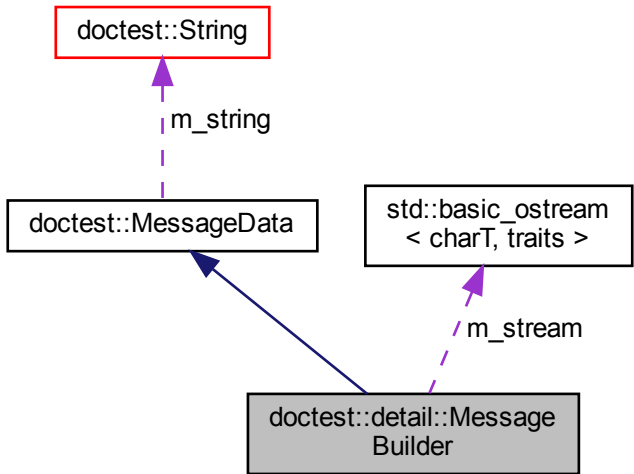 doctest::String
m_string
doctest::MessageData
std::basic_ostream
< charT, traits >
m_stream
doctest::detail::Message
Builder